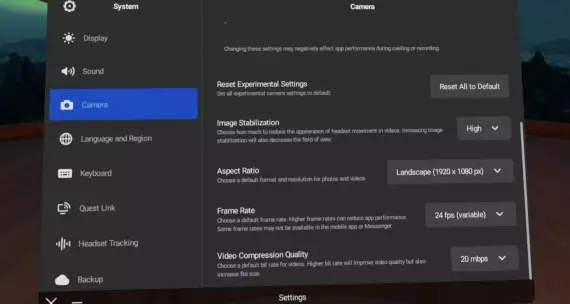 System
Camera
Display
Sound
Camera
Language and Region
Keyboard
Quest Link
Headset Tracking
Backup
Changing these settings may negatively affect app performance during casting or recording.
Reset Experimental Settings
Set all experimental camera settings to default.
Reset All to Default
Image Stabilization
Choose how much to reduce the appearance of headset movement in videos. Increasing image
stabilization will also decrease the field of view.
High
Aspect Ratio
Choose a default format and resolution for photos and videos.
Landscape (1920 x 1080 px)
Frame Rate
Choose a default frame rate. Higher frame rates can reduce app performance.
Some frame rates may not be available in the mobile app or Messenger.
24 fps (variable)
Video Compression Quality
Choose a default bit rate for videos. Higher bit rate will improve video quality but also
increase file size.
20 mbps
Settings